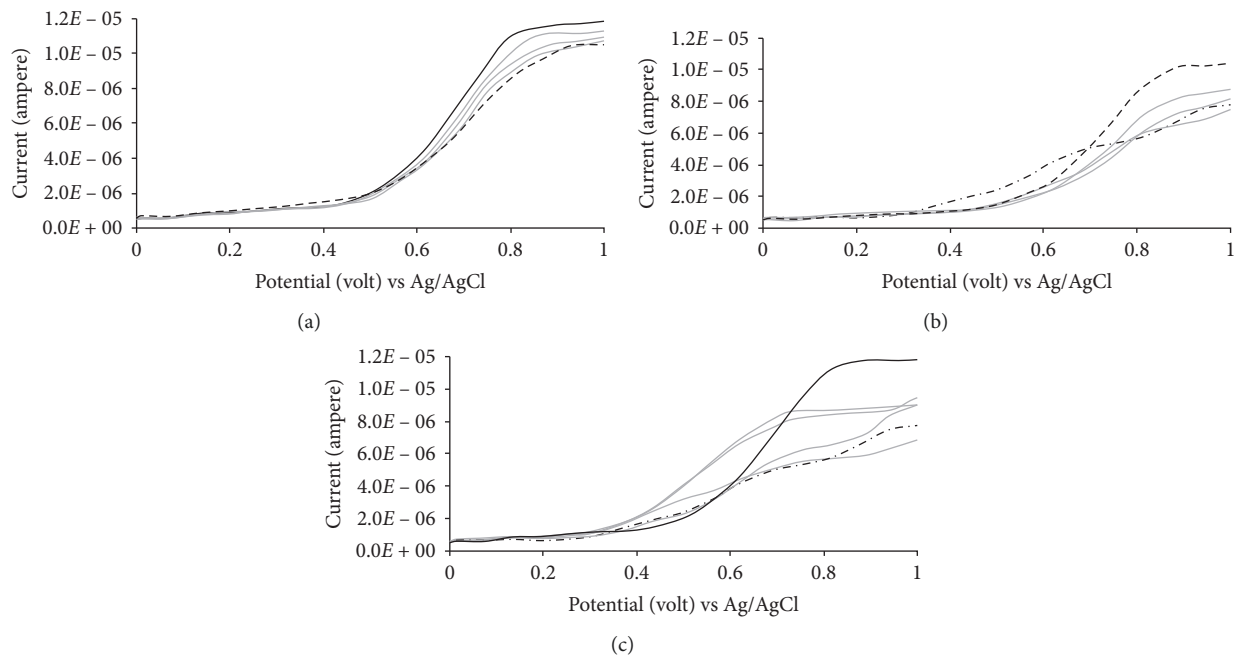 1.2E – 05
1.0E – 05
8.0E – 06
6.0E – 06
4.0E – 06
2.0E – 06
0.0E + 00
Current (ampere)
0 0.2 0.4 0.6 0.8 1
Potential (volt) vs Ag/AgCl
(a)
1.2E – 05
1.0E – 05
8.0E – 06
6.0E – 06
4.0E – 06
2.0E – 06
0.0E + 00
Current (ampere)
0 0.2 0.4 0.6 0.8 1
Potential (volt) vs Ag/AgCl
(b)
1.2E – 05
1.0E – 05
8.0E – 06
6.0E – 06
4.0E – 06
2.0E – 06
0.0E + 00
Current (ampere)
0 0.2 0.4 0.6 0.8 1
Potential (volt) vs Ag/AgCl
(c)